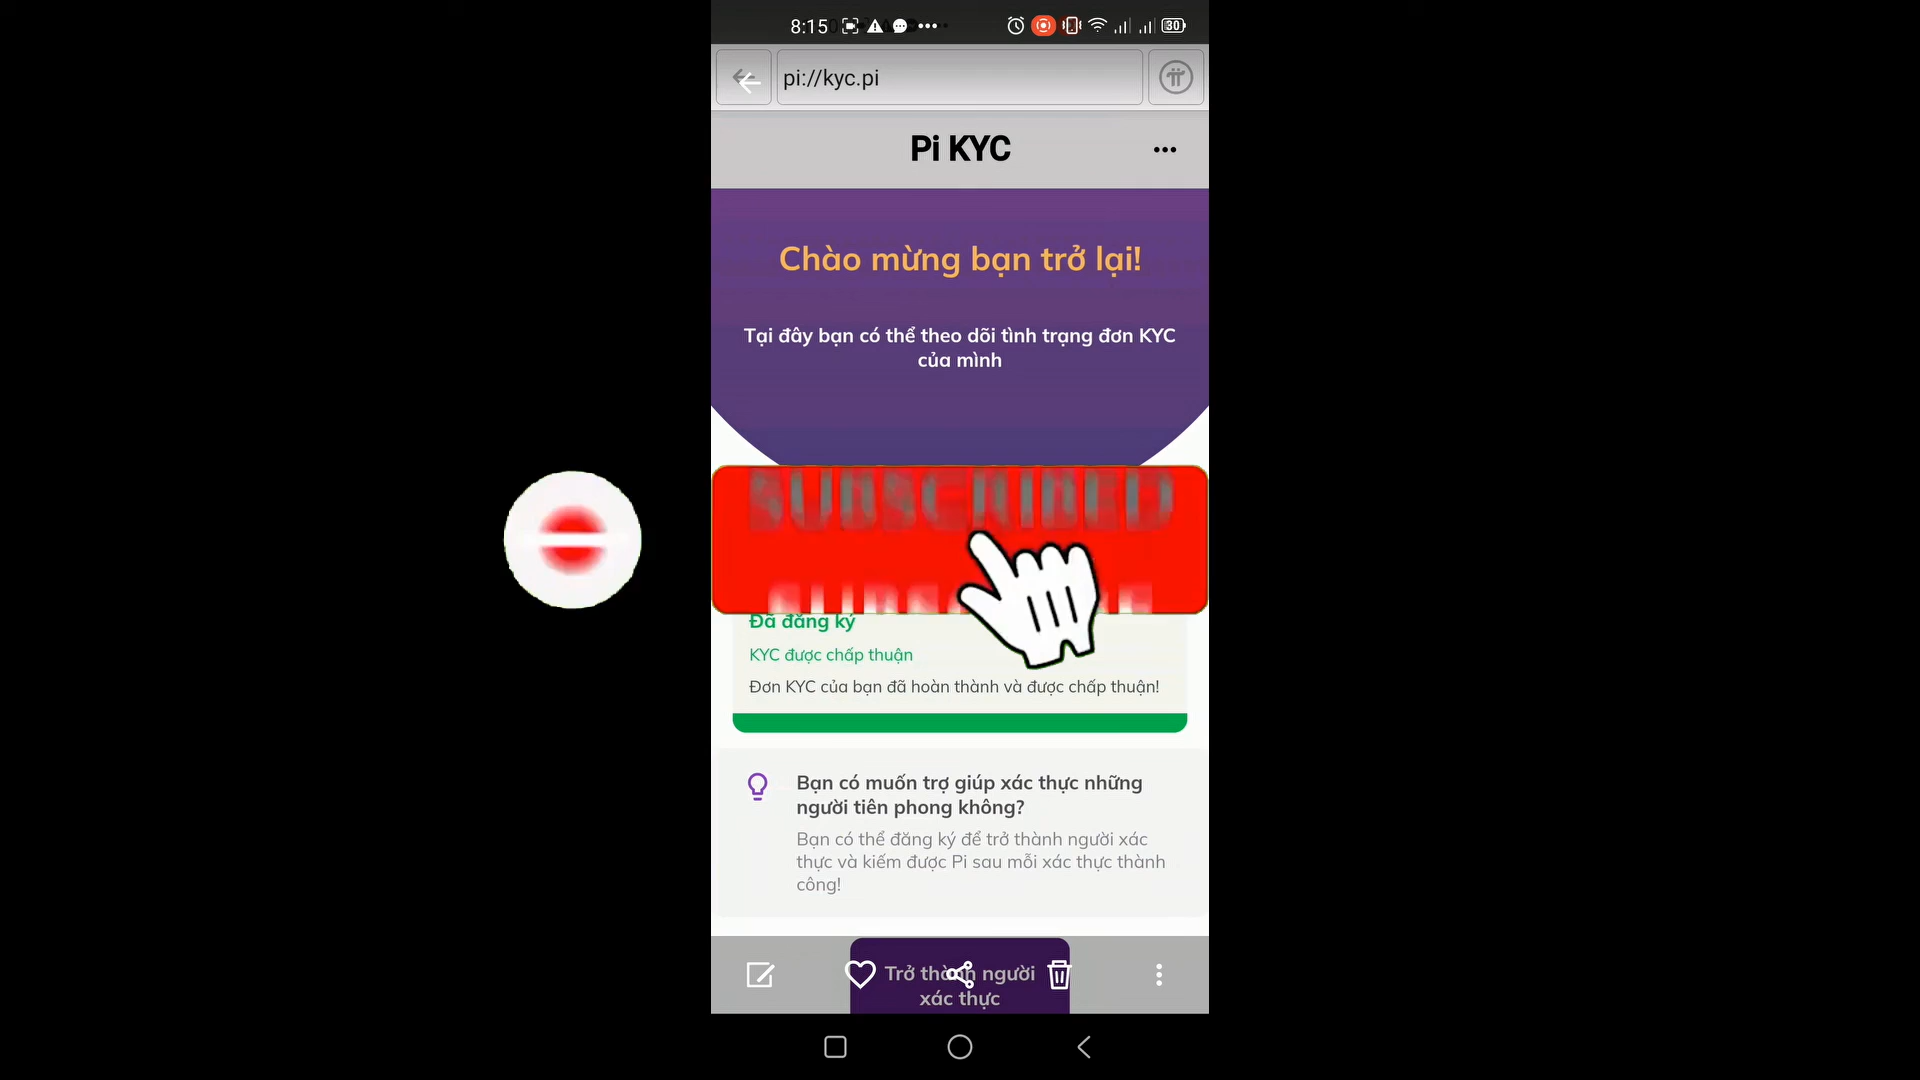 8:15
30
pi://kyc.pi
Pi KYC
Chào mừng bạn trở lại!
Tại đây bạn có thể theo dõi tình trạng đơn KYC
của mình
SUBSCRIBED
Đã đăng ký
KYC được chấp thuận
Đơn KYC của bạn đã hoàn thành và được chấp thuận!
Bạn có muốn trợ giúp xác thực những
người tiên phong không?
Bạn có thể đăng ký để trở thành người xác
thực và kiếm được Pi sau mỗi xác thực thành
công!
Trở thành người
xác thực